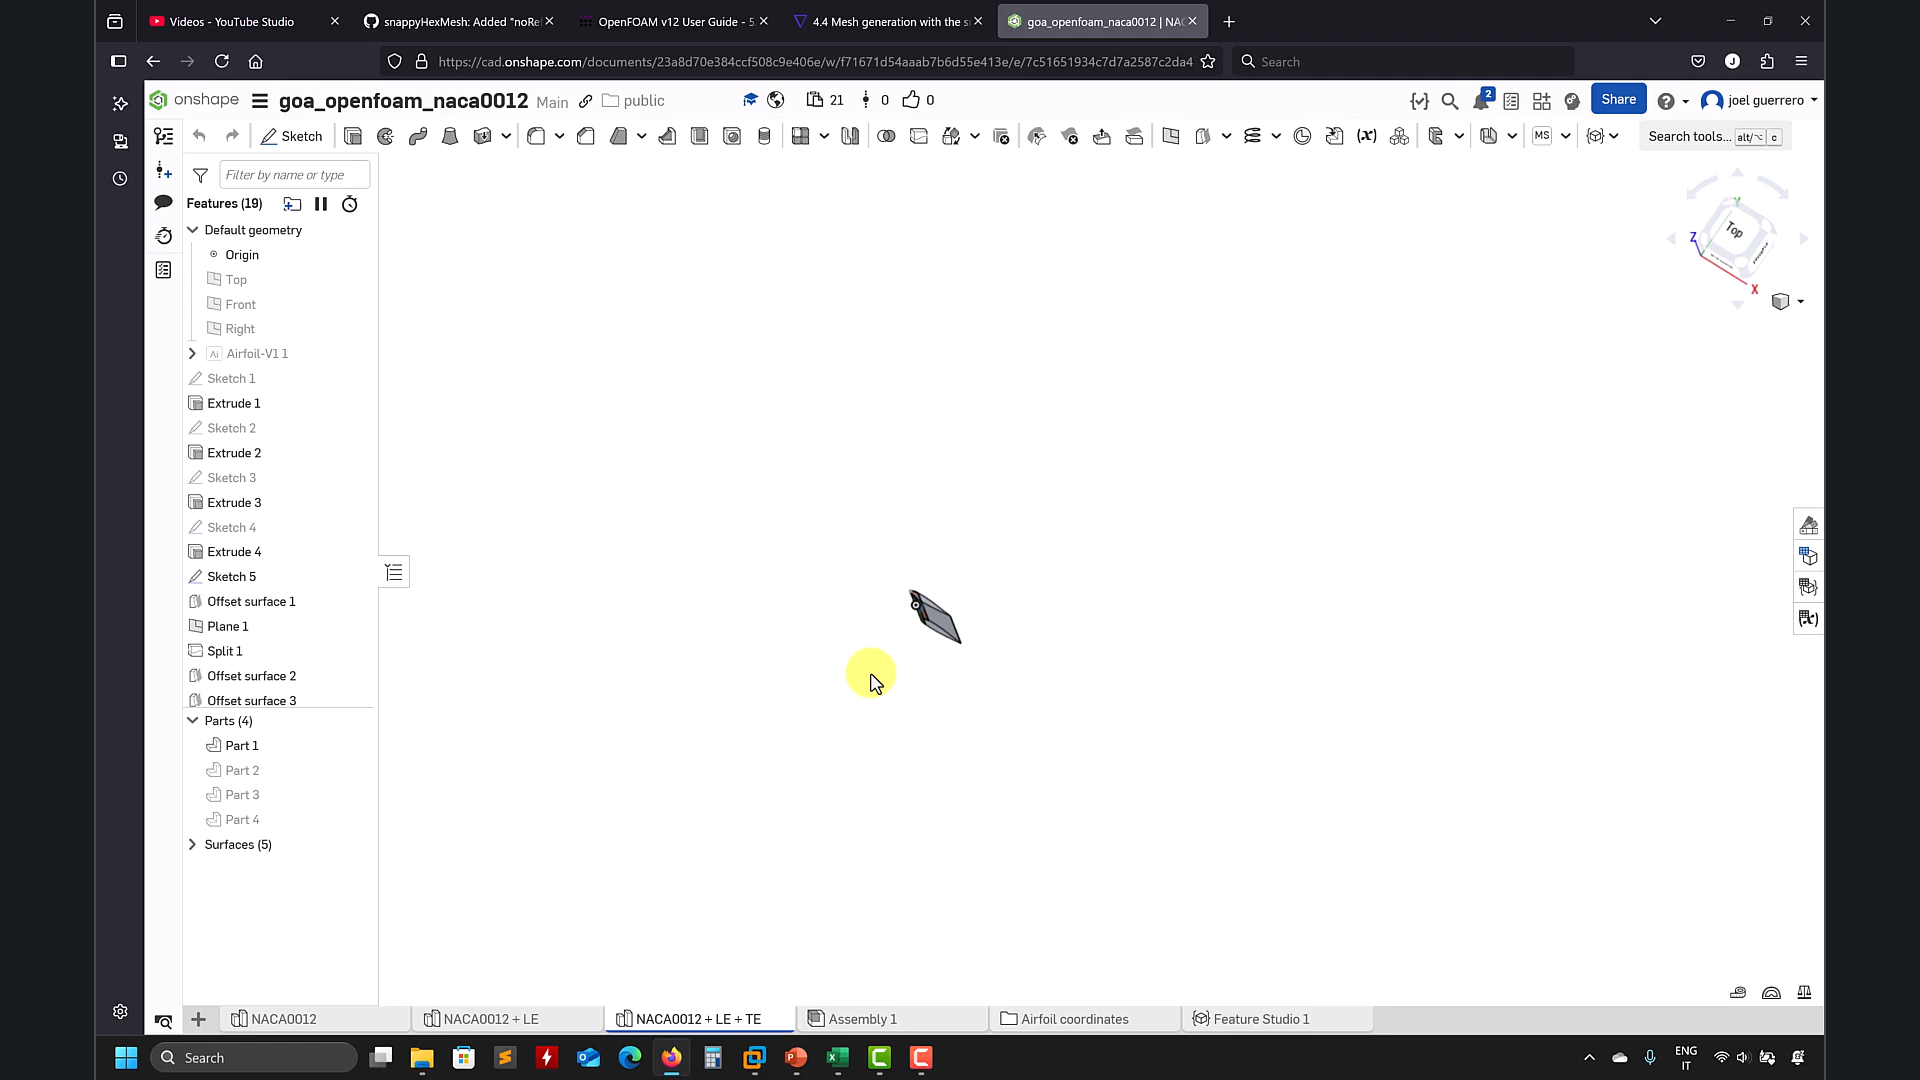 Videos - YouTube Studio
snappyHexMesh: Added "noRe
OpenFOAM v12 User Guide - 5
4.4 Mesh generation with the s
goa_openfoam_naca0012 | NAC
https://cad.onshape.com/documents/23a8d70e384ccf508c9e406e/w/f71671d54aaab7b6d55e413e/e/7c51651934c7d7a2587c2da4
Search
onshape
goa_openfoam_naca0012 Main public
21 0 0
2
Share
joel guerrero
Sketch
(x)
MS
Search tools... alt/⌥ c
Filter by name or type
Features (19)
Default geometry
Origin
Top
Front
Right
Airfoil-V1 1
Sketch 1
Extrude 1
Sketch 2
Extrude 2
Sketch 3
Extrude 3
Sketch 4
Extrude 4
Sketch 5
Offset surface 1
Plane 1
Split 1
Offset surface 2
Offset surface 3
Parts (4)
Part 1
Part 2
Part 3
Part 4
Surfaces (5)
Y
Z
Top
X
(x)
NACA0012
NACA0012 + LE
NACA0012 + LE + TE
Assembly 1
Airfoil coordinates
Feature Studio 1
Search
ENG
IT